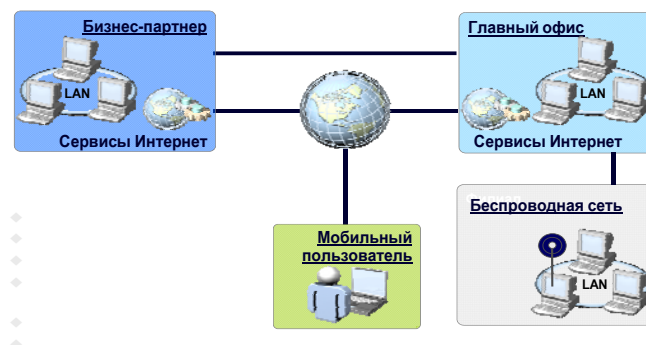 Бизнес-партнер
LAN
Сервисы Интернет
Главный офис
LAN
Сервисы Интернет
Мобильный
пользователь
Беспроводная сеть
LAN